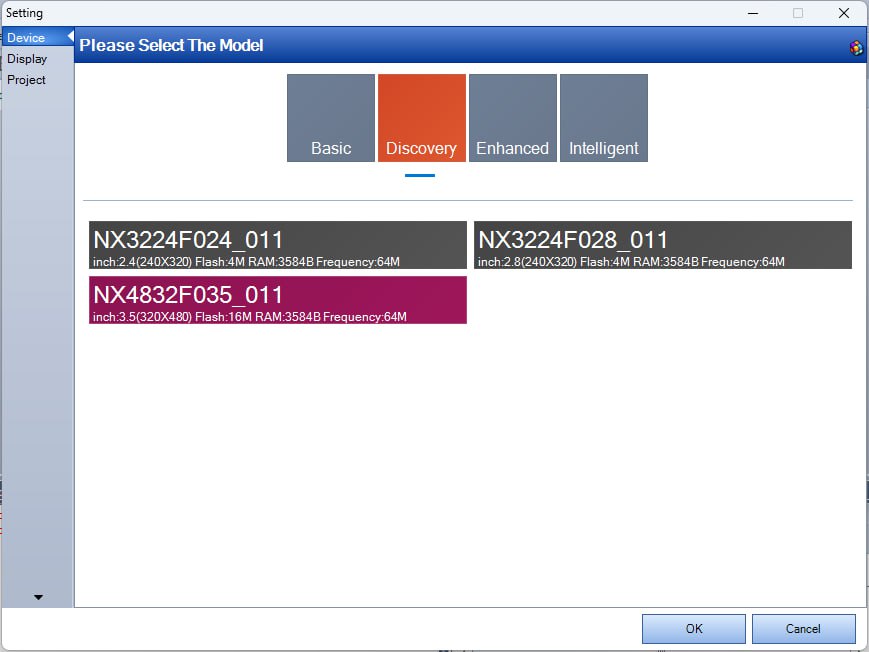 Setting
Device
Display
Project
Please Select The Model
Basic
Discovery
Enhanced
Intelligent
NX3224F024_011
inch:2.4(240X320) Flash:4M RAM:3584B Frequency:64M
NX3224F028_011
inch:2.8(240X320) Flash:4M RAM:3584B Frequency:64M
NX4832F035_011
inch:3.5(320X480) Flash:16M RAM:3584B Frequency:64M
OK
Cancel